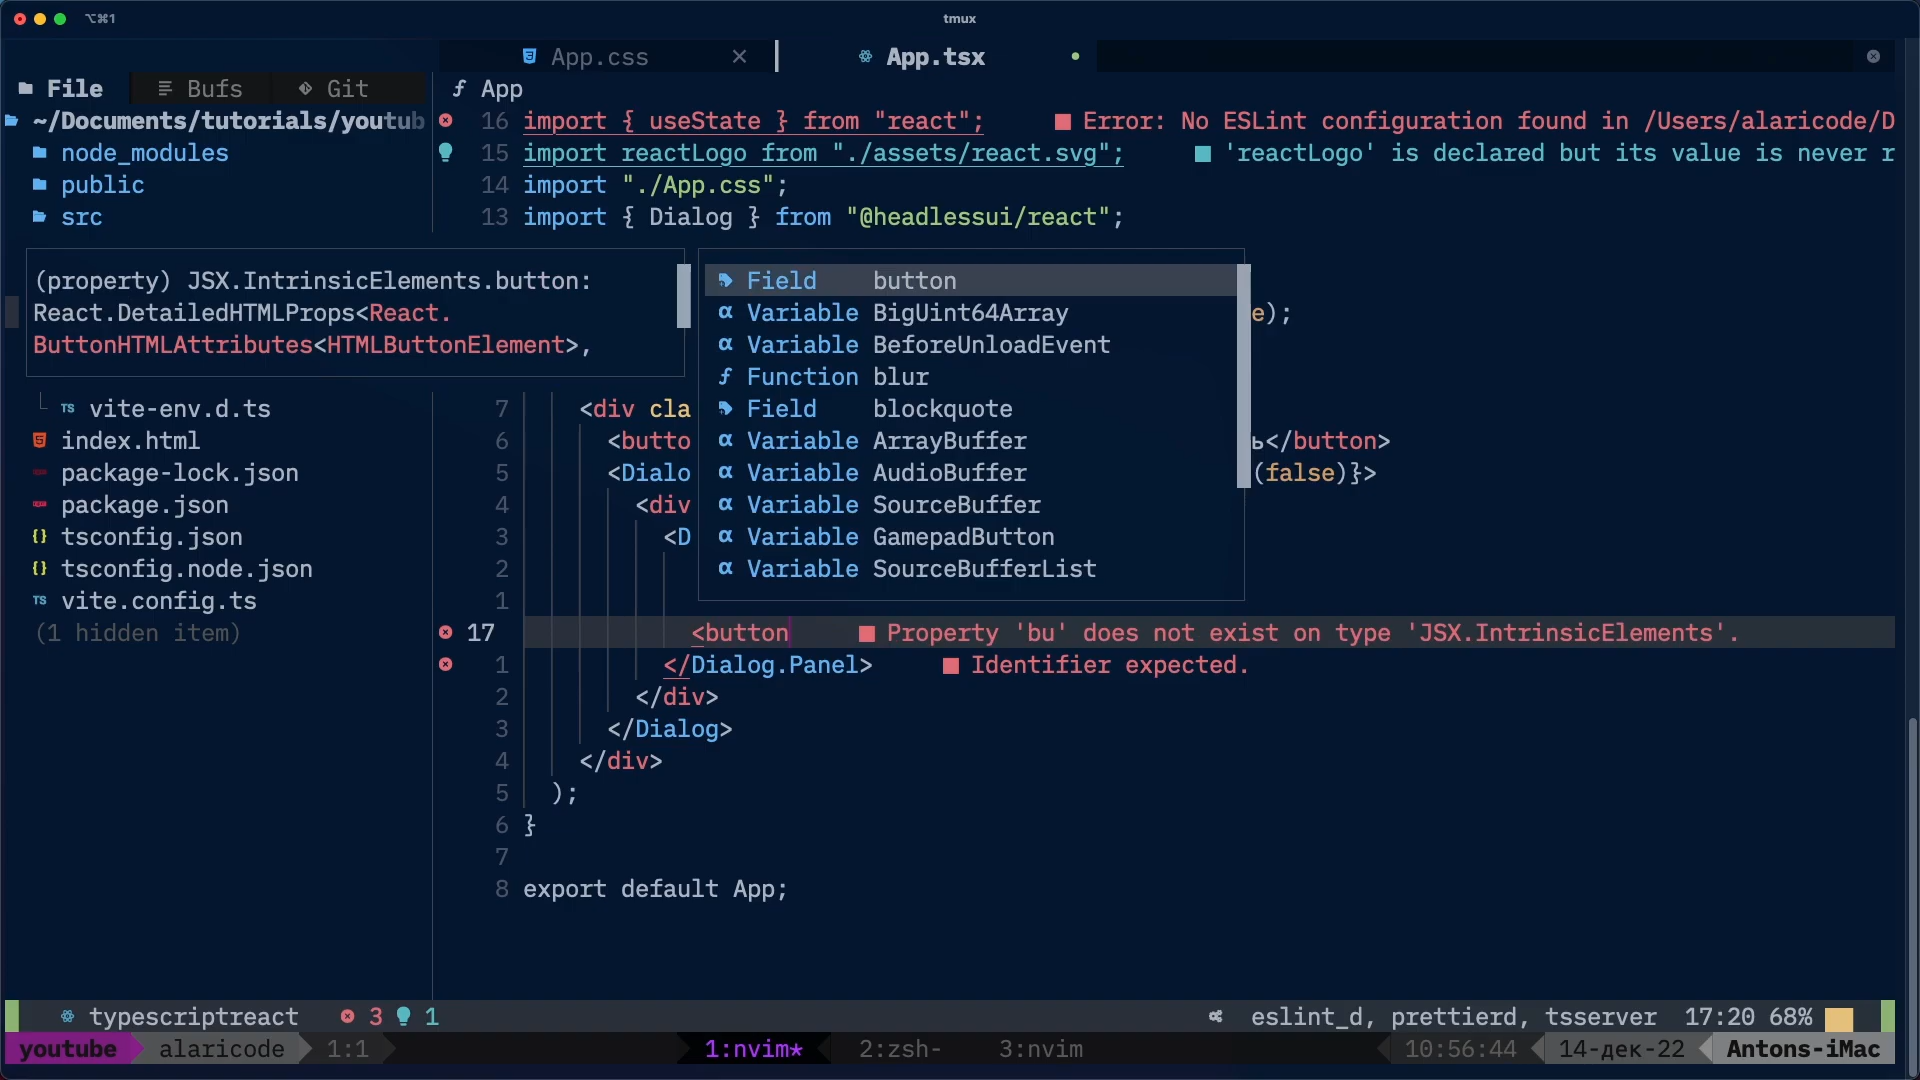 ⌥⌘1
tmux
App.css
App.tsx
File Bufs Git
App
~/Documents/tutorials/youtub
node_modules
public
src
16 import { useState } from "react"; Error: No ESLint configuration found in /Users/alaricode/D
15 import reactLogo from "./assets/react.svg"; 'reactLogo' is declared but its value is never r
14 import "./App.css";
13 import { Dialog } from "@headlessui/react";
(property) JSX.IntrinsicElements.button:
React.DetailedHTMLProps<React.
ButtonHTMLAttributes<HTMLButtonElement>,
Field button
Variable BigUint64Array
Variable BeforeUnloadEvent
Function blur
Field blockquote
Variable ArrayBuffer
Variable AudioBuffer
Variable SourceBuffer
Variable GamepadButton
Variable SourceBufferList
e);
TS vite-env.d.ts
index.html
package-lock.json
package.json
{} tsconfig.json
{} tsconfig.node.json
TS vite.config.ts
(1 hidden item)
7 <div cla
6 <butto ь</button>
5 <Dialo (false)}>
4 <div
3 <D
2
1
17 <button Property 'bu' does not exist on type 'JSX.IntrinsicElements'.
1 </Dialog.Panel> Identifier expected.
2 </div>
3 </Dialog>
4 </div>
5 );
6 }
7
8 export default App;
typescriptreact 3 1 eslint_d, prettierd, tsserver 17:20 68%
youtube alaricode 1:1 1:nvim* 2:zsh- 3:nvim 10:56:44 14-дек-22 Antons-iMac